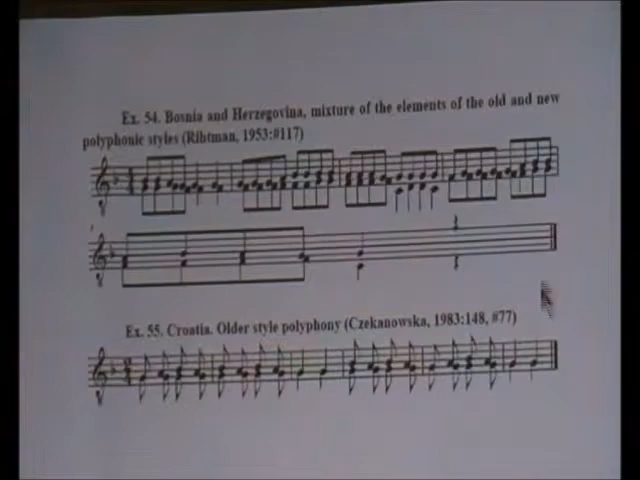 Ex. 54. Bosnia and Herzegovina, mixture of the elements of the old and new
polyphonic styles (Rihtman, 1953:#117)
Ex. 55. Croatia. Older style polyphony (Czekanowska, 1983:148, #77)